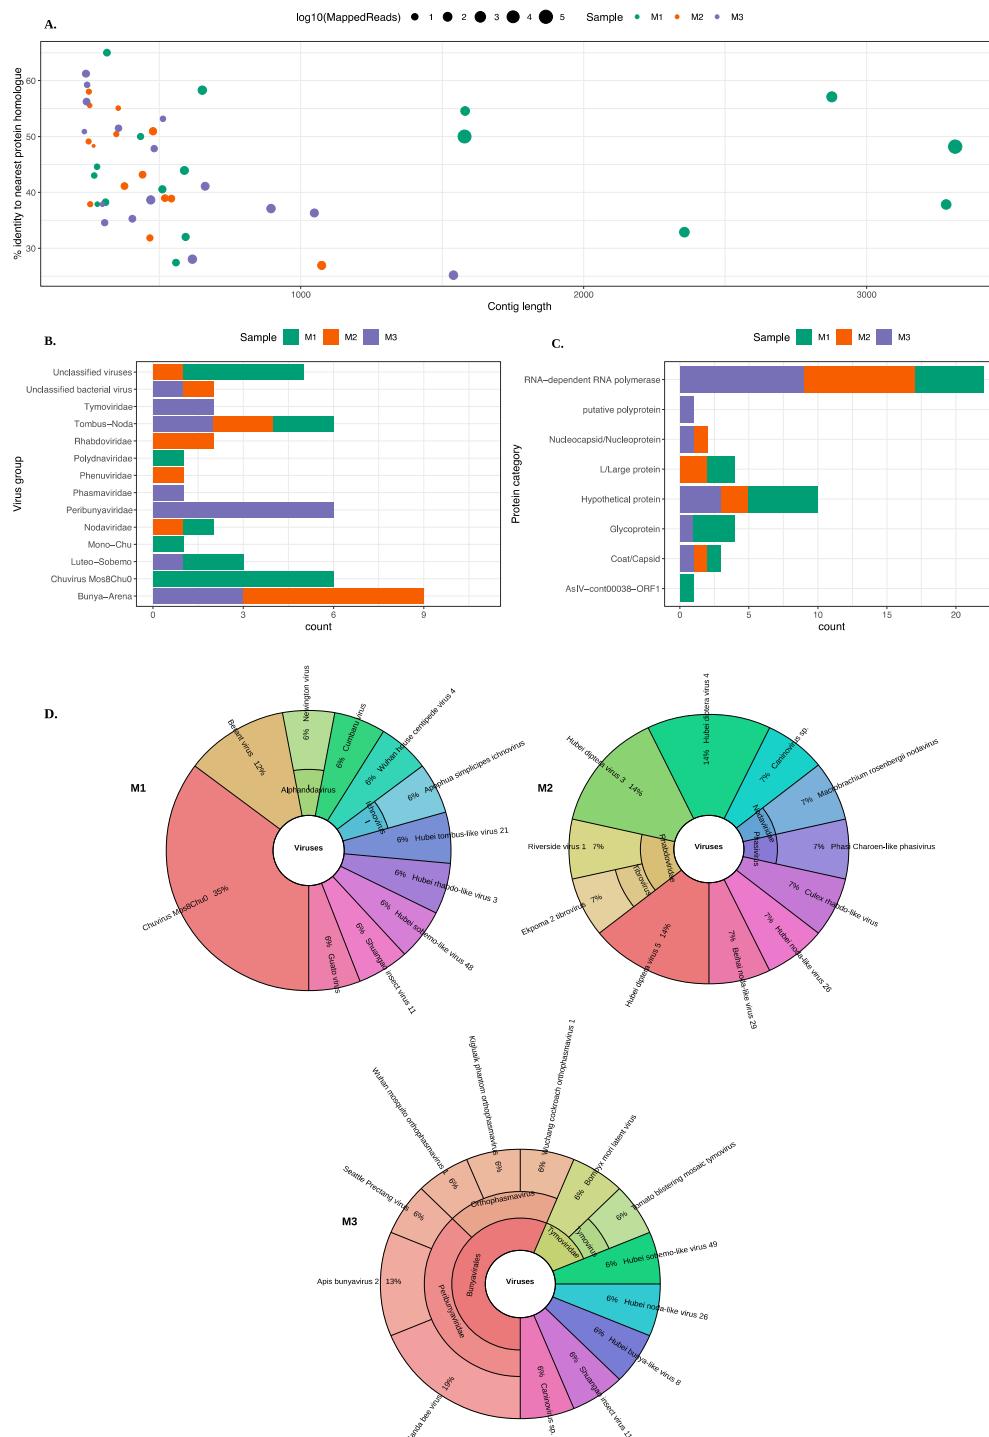 A.
log10(MappedReads) 1 2 3 4 5 Sample M1 M2 M3
% identity to nearest protein homologue
60
50
40
30
1000 2000 3000
Contig length
B.
Sample M1 M2 M3
Virus group
Unclassified viruses
Unclassified bacterial virus
Tymoviridae
Tombus–Noda
Rhabdoviridae
Polydnaviridae
Phenuviridae
Phasmaviridae
Peribunyaviridae
Nodaviridae
Mono–Chu
Luteo–Sobemo
Chuvirus Mos8Chu0
Bunya–Arena
0 3 6 9
count
C.
Sample M1 M2 M3
Protein category
RNA–dependent RNA polymerase
putative polyprotein
Nucleocapsid/Nucleoprotein
L/Large protein
Hypothetical protein
Glycoprotein
Coat/Capsid
AsIV–cont00038–ORF1
0 5 10 15 20
count
D.
M1
Viruses
Chuvirus Mos8Chu0 35%
Berant virus 12%
6% Newington virus
Alphanodavirus
6% Cumbaru virus
6% Wuhan house centipede virus 4
6% Apophua simplicipes ichnovirus
Ichnovirus
6% Hubei tombus-like virus 21
6% Hubei rhabdo-like virus 3
6% Hubei sobemo-like virus 48
6% Shuangao insect virus 11
6% Guato virus
M2
Viruses
Hubei diptera virus 3 14%
14% Hubei diptera virus 4
7% Caninovirus sp.
7% Macrobrachium rosenbergii nodavirus
Nodaviridae
7% Phasi Charoen-like phasivirus
Phasivirus
7% Culex rhabdo-like virus
7% Hubei noda-like virus 26
7% Beihai noda-like virus 29
Hubei diptera virus 5 14%
Ekpoma 2 tibrovirus 7%
Tibrovirus
Riverside virus 1 7%
Rhabdoviridae
M3
Viruses
Bunyavirales
Peribunyaviridae
Orthophasmavirus
19%
Apis bunyavirus 2 13%
Seattle Prectang virus 6%
Wuhan mosquito orthophasmavirus 6%
Kigluaik phantom orthophasmavirus 6%
6% Wuchang cockroach orthophasmavirus 1
6% Bombyx mori latent virus
Tymoviridae
6% Tomato blistering mosaic tymovirus
Tymovirus
6% Hubei sobemo-like virus 49
6% Hubei noda-like virus 26
6% Hubei bunya-like virus 8
6% Shuangao insect virus 11
6% Caninovirus sp.